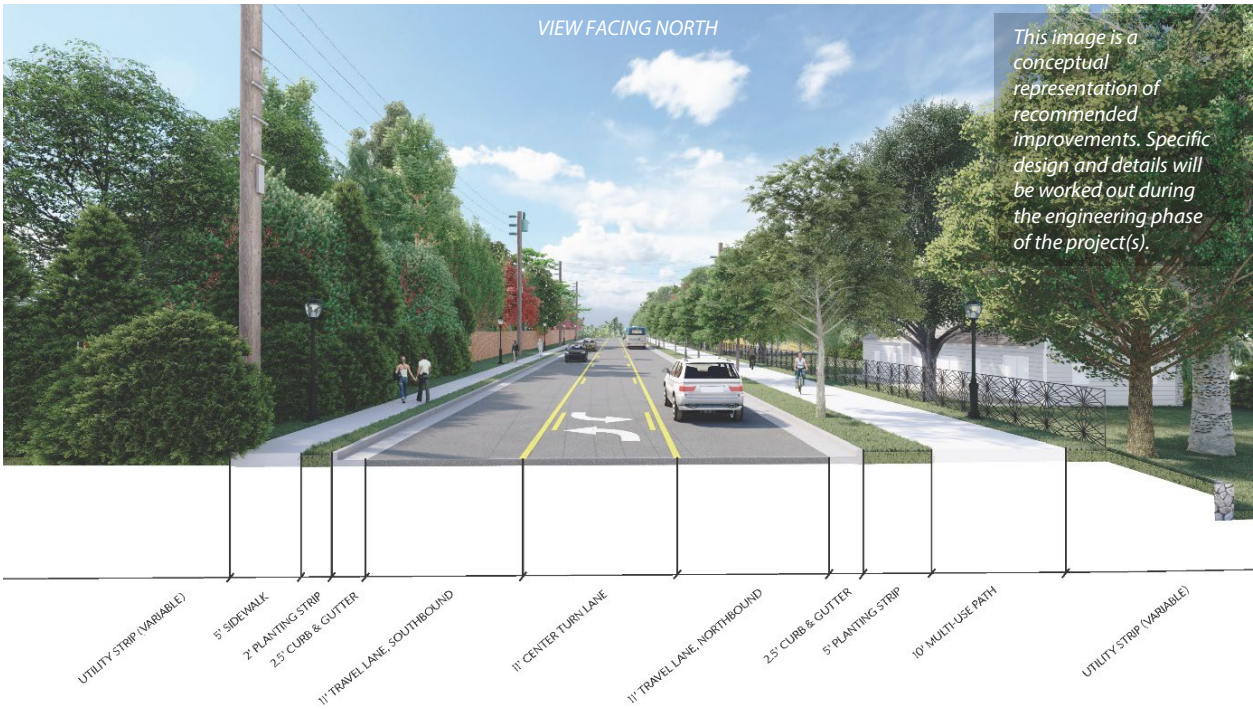 VIEW FACING NORTH
This image is a
conceptual
representation of
recommended
improvements. Specific
design and details will
be worked out during
the engineering phase
of the project(s).
UTILITY STRIP (VARIABLE)
5' SIDEWALK
2' PLANTING STRIP
2.5' CURB & GUTTER
11' TRAVEL LANE, SOUTHBOUND
11' CENTER TURN LANE
11' TRAVEL LANE, NORTHBOUND
2.5' CURB & GUTTER
5' PLANTING STRIP
10' MULTI-USE PATH
UTILITY STRIP (VARIABLE)